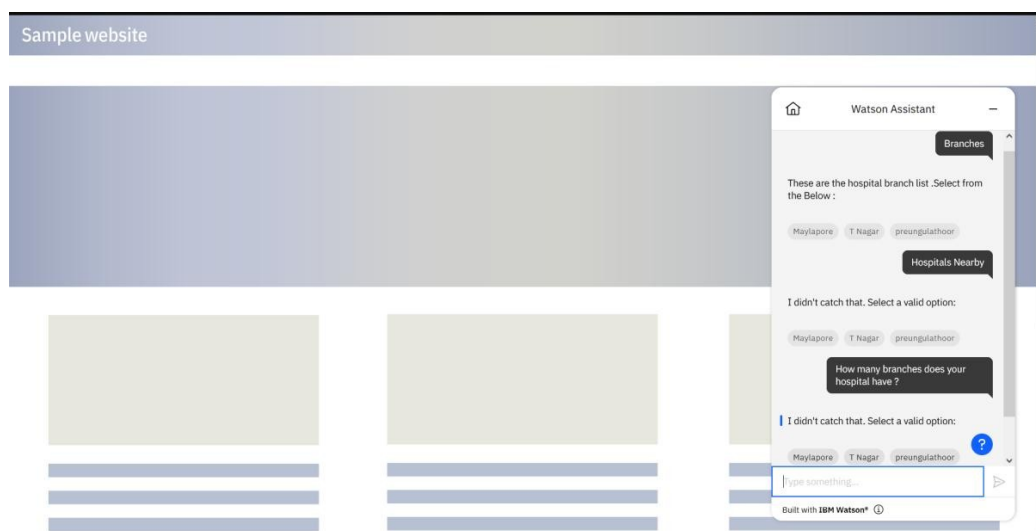 Sample website
Watson Assistant
Branches
These are the hospital branch list .Select from
the Below :
Maylapore T Nagar preungulathoor
Hospitals Nearby
I didn't catch that. Select a valid option:
Maylapore T Nagar preungulathoor
How many branches does your
hospital have ?
I didn't catch that. Select a valid option:
?
Maylapore T Nagar preungulathoor
Type something...
Built with IBM Watson®